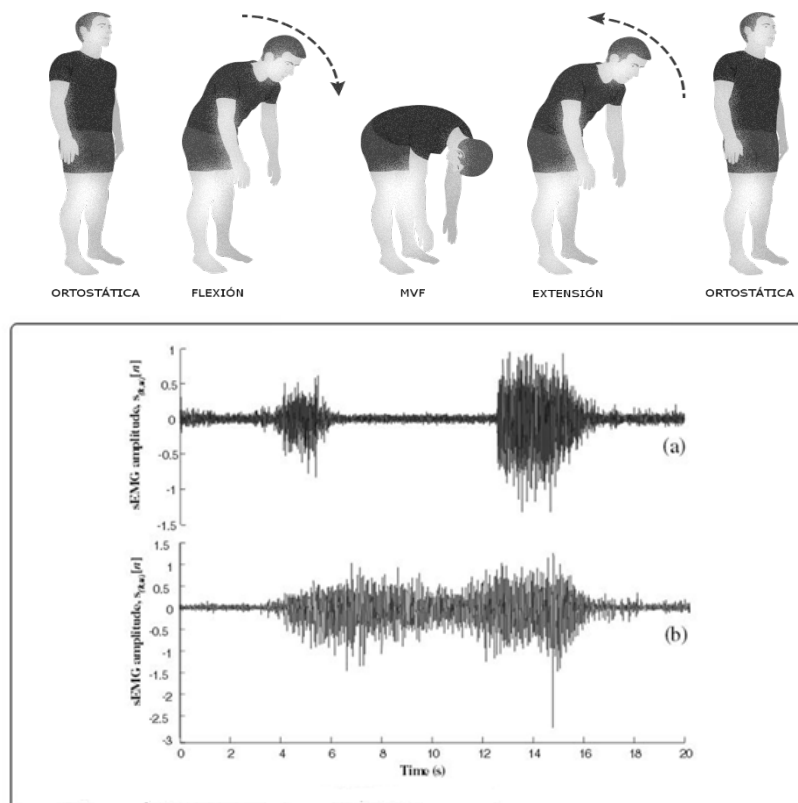 ORTOSTÁTICA FLEXIÓN MVF EXTENSIÓN ORTOSTÁTICA
sEMG amplitude, [n]
1
0.5
0
-0.5
-1
-1.5
(a)
sEMG amplitude, [n]
1.5
1
0.5
0
-0.5
-1
-1.5
-2
-2.5
-3
(b)
0 2 4 6 8 10 12 14 16 18 20
Time (s)